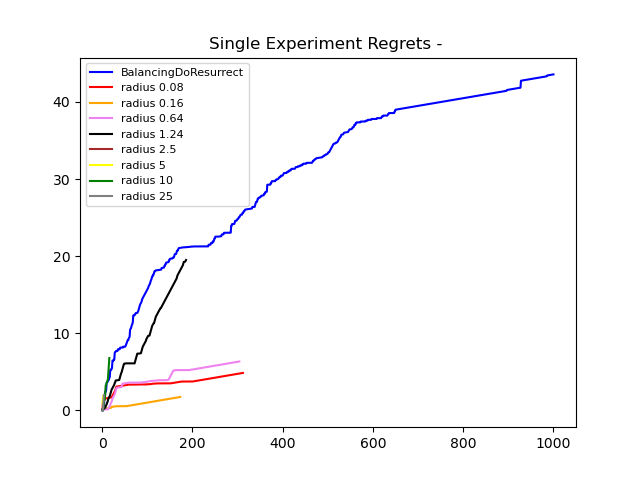 Single Experiment Regrets -
BalancingDoResurrect
radius 0.08
radius 0.16
radius 0.64
radius 1.24
radius 2.5
radius 5
radius 10
radius 25
40
30
20
10
0
0 200 400 600 800 1000